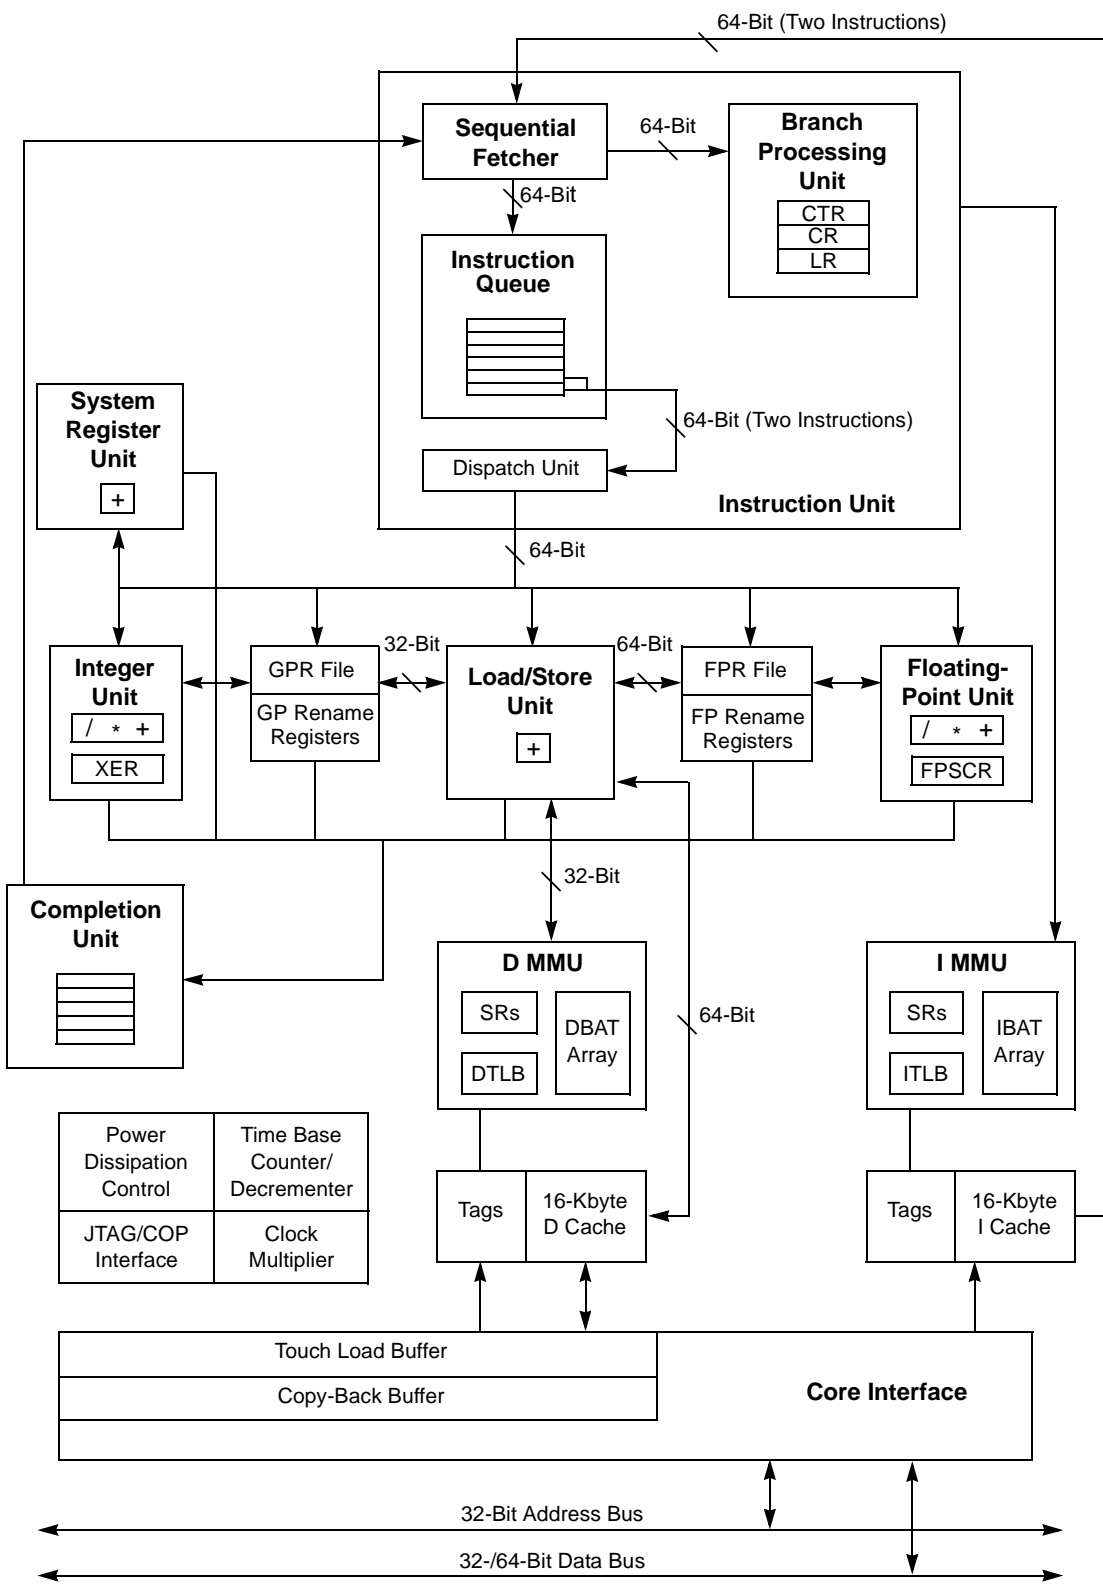 64-Bit (Two Instructions)
Sequential
Fetcher
64-Bit
Branch
Processing
Unit
CTR
CR
LR
64-Bit
Instruction
Queue
64-Bit (Two Instructions)
Dispatch Unit
Instruction Unit
System
Register
Unit
+
64-Bit
Integer
Unit
/ * +
XER
GPR File
GP Rename
Registers
32-Bit
Load/Store
Unit
+
64-Bit
FPR File
FP Rename
Registers
Floating-
Point Unit
/ * +
FPSCR
32-Bit
Completion
Unit
D MMU
SRs
DTLB
DBAT
Array
64-Bit
I MMU
SRs
ITLB
IBAT
Array
Power
Dissipation
Control
Time Base
Counter/
Decrementer
JTAG/COP
Interface
Clock
Multiplier
Tags
16-Kbyte
D Cache
Tags
16-Kbyte
I Cache
Touch Load Buffer
Copy-Back Buffer
Core Interface
32-Bit Address Bus
32-/64-Bit Data Bus